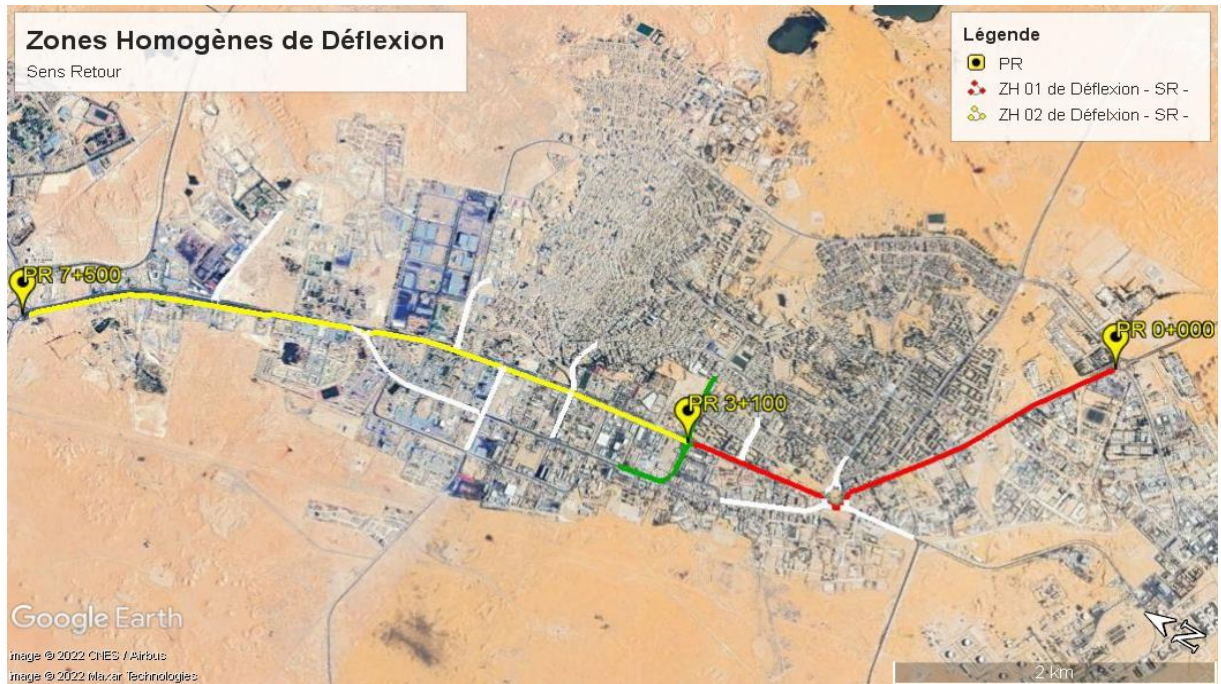 Zones Homogènes de Déflexion
Sens Retour
Légende
PR
ZH 01 de Déflexion - SR -
ZH 02 de Défelxion - SR -
PR 7+500
PR 0+000
PR 3+100
Google Earth
Image © 2022 CNES / Airbus
Image © 2022 Maxar Technologies
N
2 km